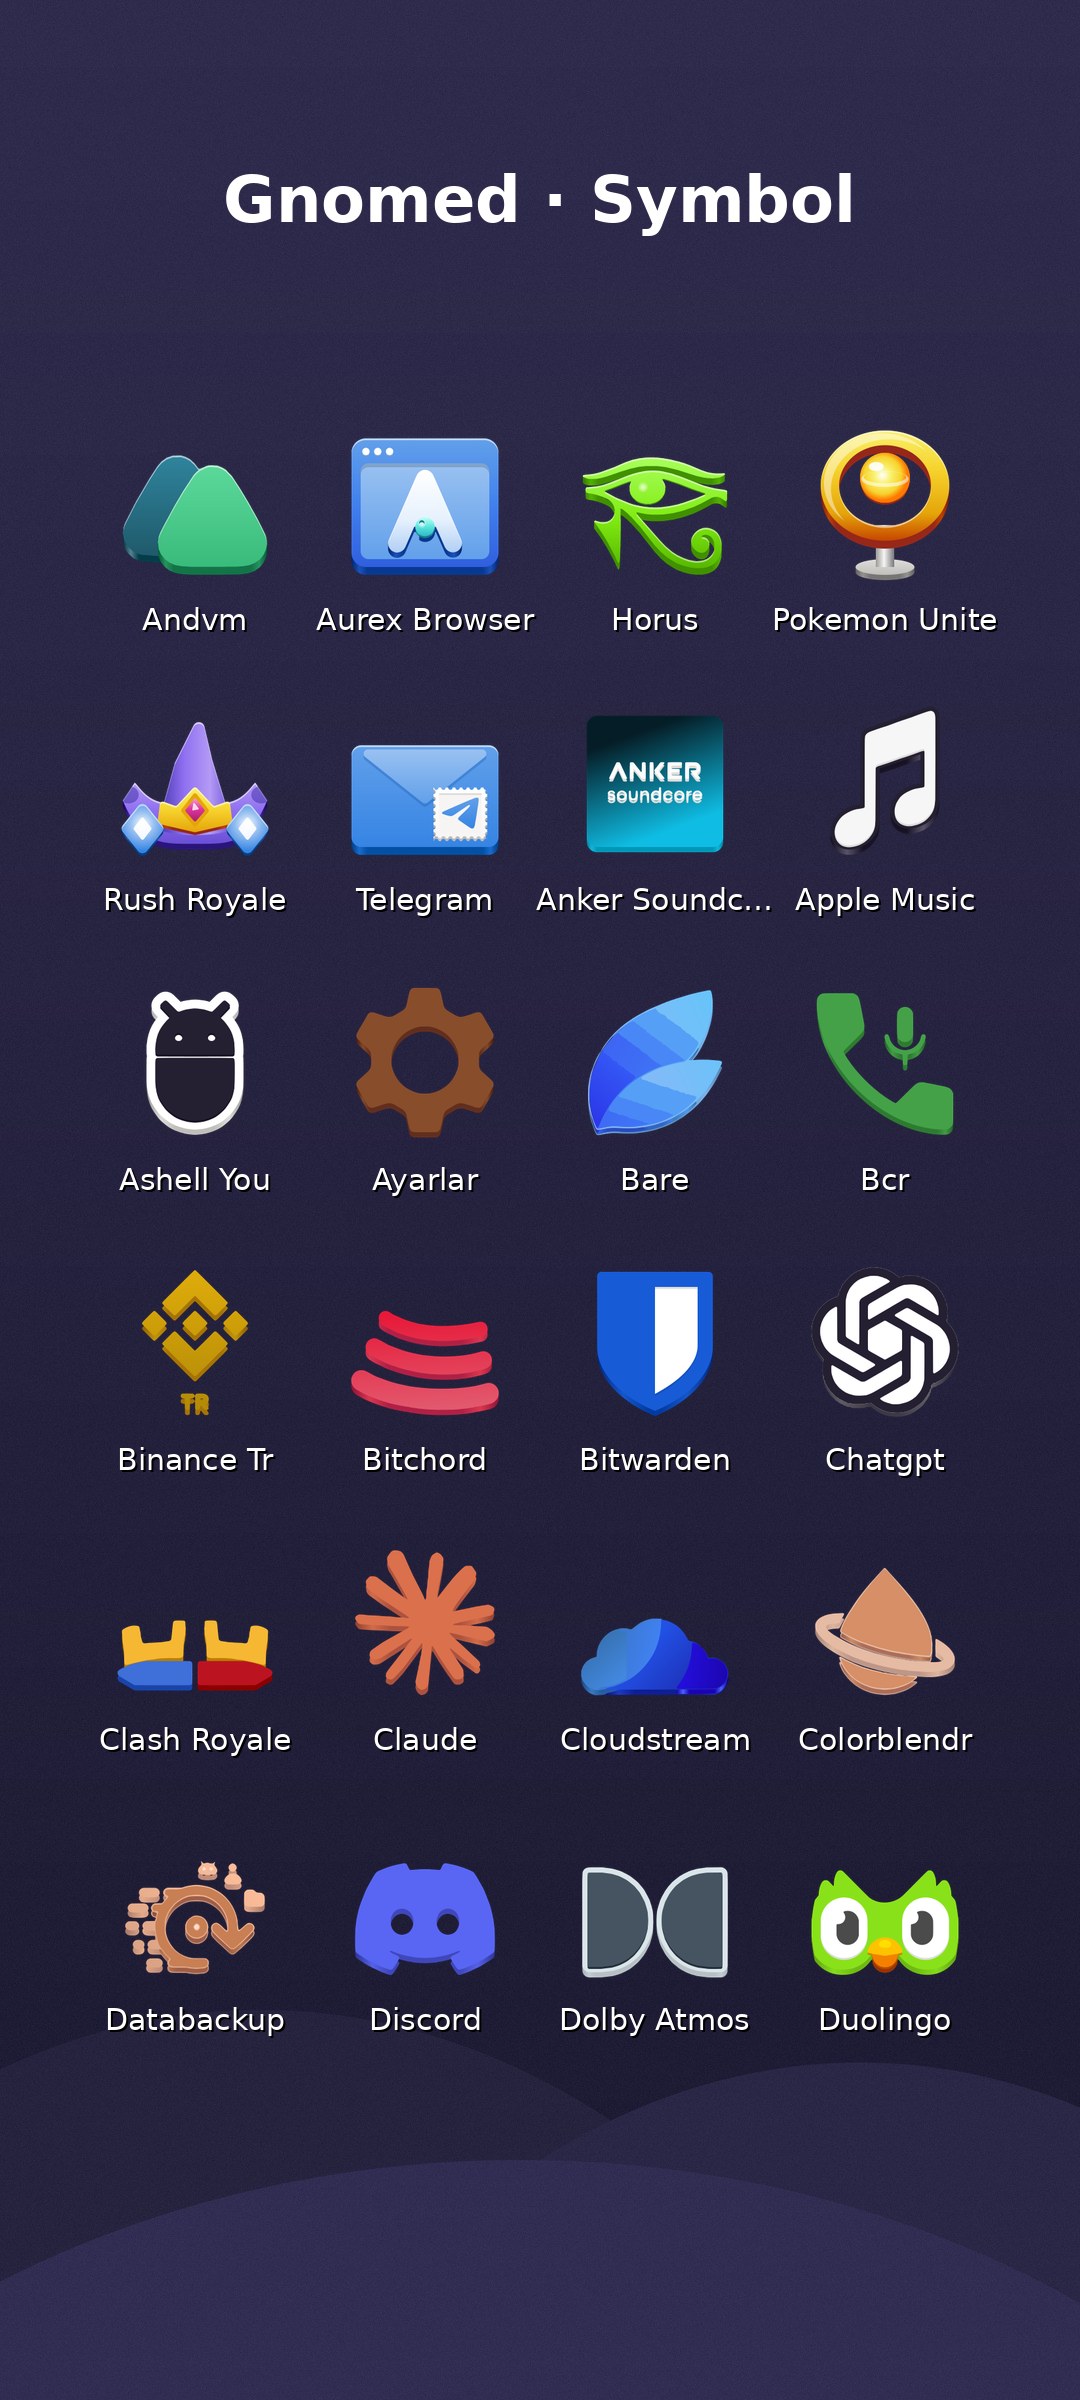 Gnomed · Symbol
Andvm
Aurex Browser
Horus
Pokemon Unite
ANKER
soundcore
Rush Royale
Telegram
Anker Soundc...
Apple Music
Ashell You
Ayarlar
Bare
Bcr
TR
Binance Tr
Bitchord
Bitwarden
Chatgpt
Clash Royale
Claude
Cloudstream
Colorblendr
Databackup
Discord
Dolby Atmos
Duolingo